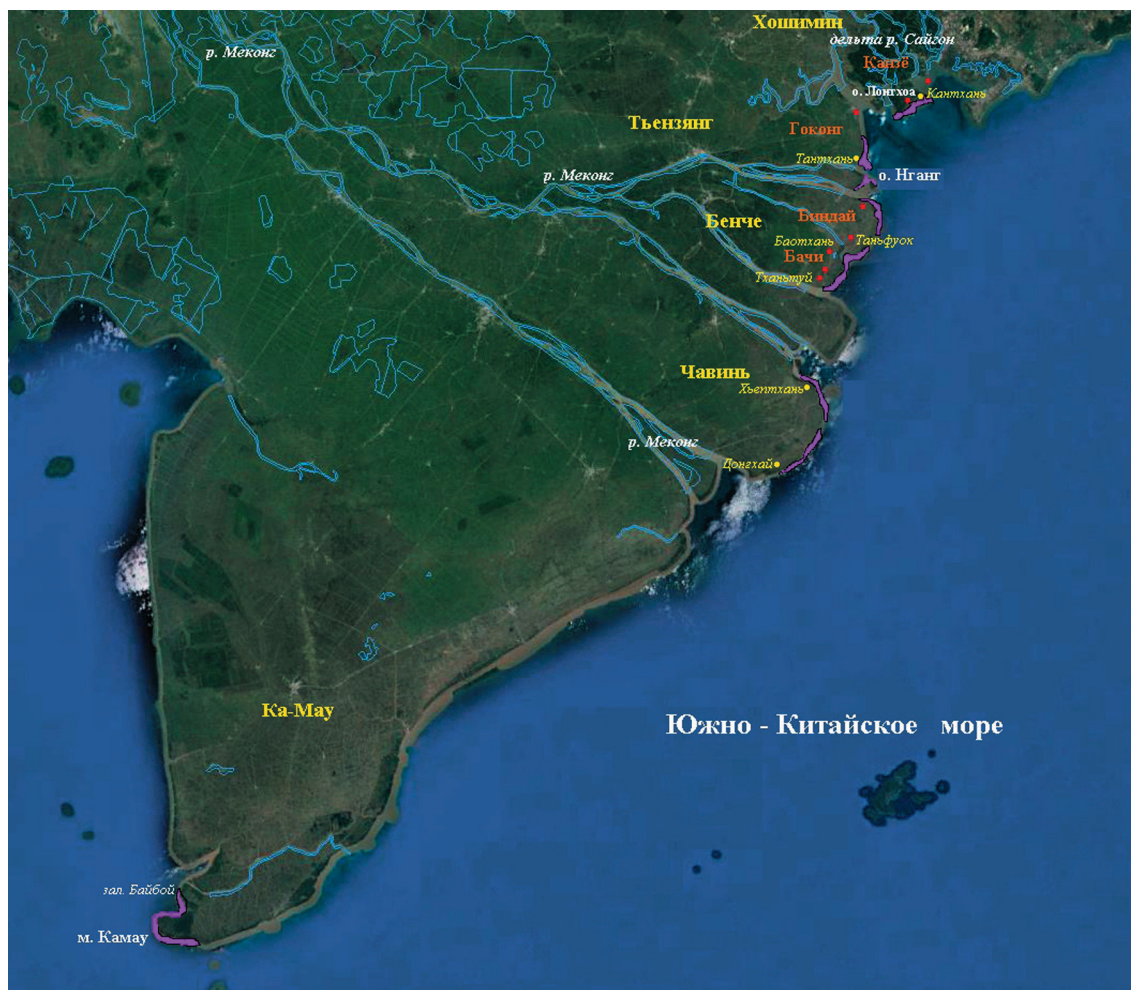 Хошимин
р. Меконг
дельта р. Сайгон
Канзё
о. Лонгхоа
Кантхань
Тьензянг
Гоконг
Тантхань
р. Меконг
о. Нганг
Бенче
Биндай
Баотхань
Таньфуок
Бачи
Тханьтуй
Чавинь
Хьептхань
р. Меконг
Донгхай
Ка-Мау
Южно - Китайское море
зал. Байбой
м. Камау